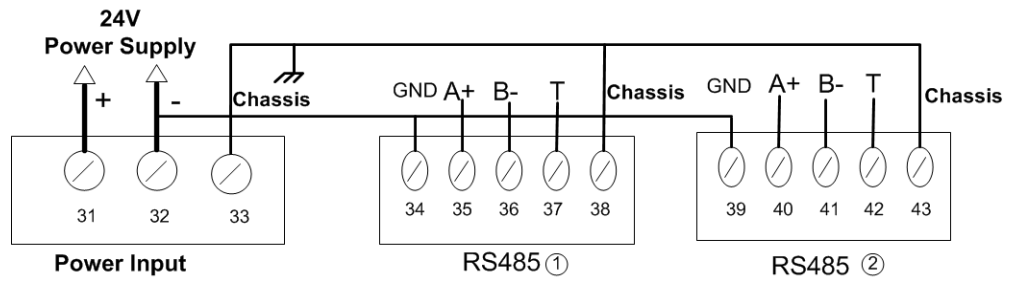 24V
Power Supply
+ -
Chassis
GND A+ B- T
Chassis
GND A+ B- T
Chassis
31 32 33
34 35 36 37 38
39 40 41 42 43
Power Input
RS485 ①
RS485 ②